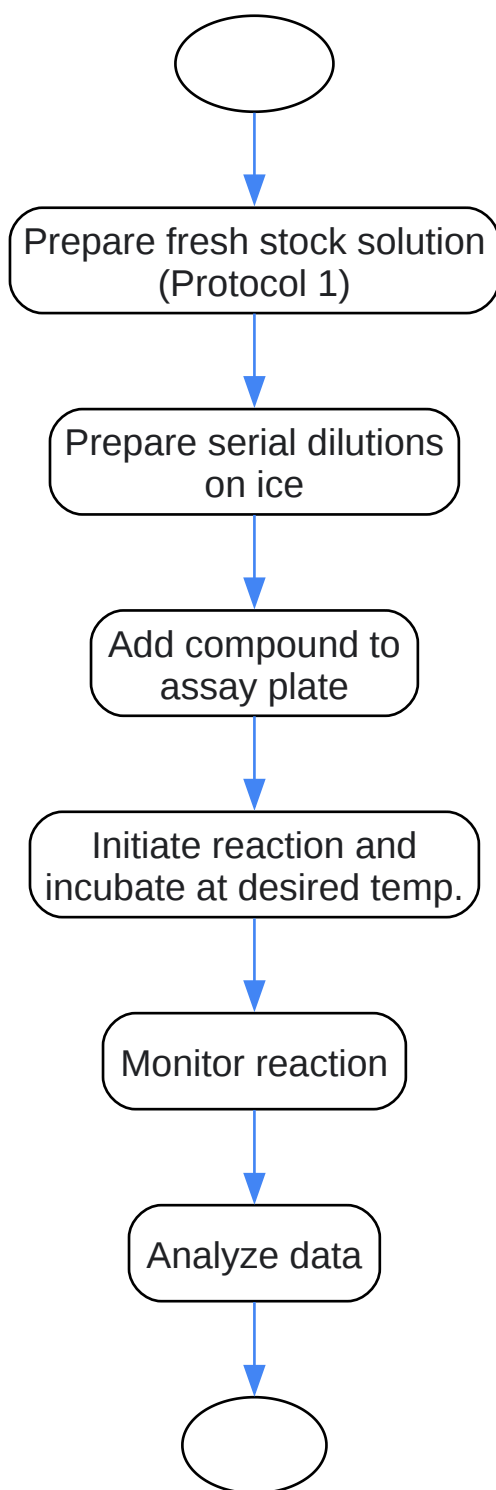 Prepare fresh stock solution
(Protocol 1)
Prepare serial dilutions
on ice
Add compound to
assay plate
Initiate reaction and
incubate at desired temp.
Monitor reaction
Analyze data